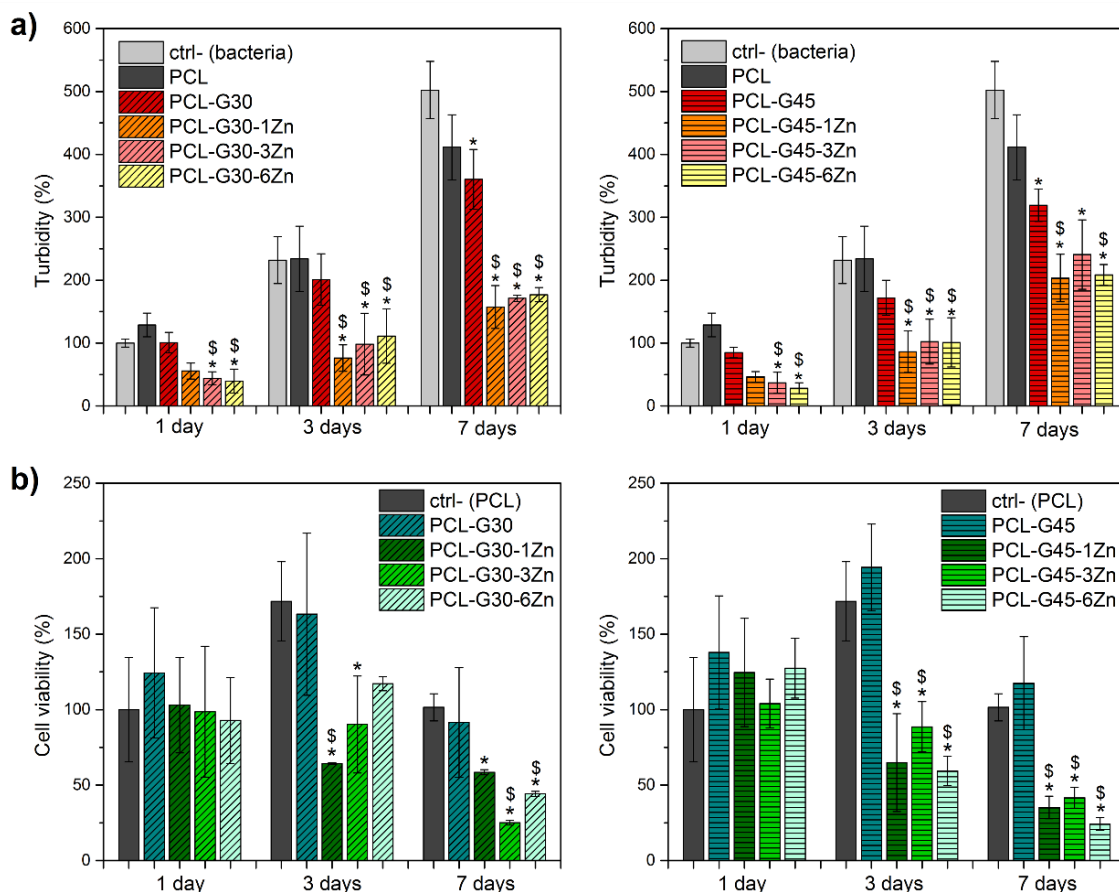 a)
600
500
400
300
200
100
0
Turbidity (%)
ctrl- (bacteria)
PCL
PCL-G30
PCL-G30-1Zn
PCL-G30-3Zn
PCL-G30-6Zn
$
*
$
*
$
*
$
*
$
*
*
$
*
$
*
$
*
1 day
3 days
7 days
600
500
400
300
200
100
0
Turbidity (%)
ctrl- (bacteria)
PCL
PCL-G45
PCL-G45-1Zn
PCL-G45-3Zn
PCL-G45-6Zn
$
*
$
*
$
*
$
*
$
*
*
$
*
*
$
*
1 day
3 days
7 days
b)
250
200
150
100
50
0
Cell viability (%)
ctrl- (PCL)
PCL-G30
PCL-G30-1Zn
PCL-G30-3Zn
PCL-G30-6Zn
$
*
*
*
$
*
$
*
1 day
3 days
7 days
250
200
150
100
50
0
Cell viability (%)
ctrl- (PCL)
PCL-G45
PCL-G45-1Zn
PCL-G45-3Zn
PCL-G45-6Zn
$
*
$
*
$
*
$
*
$
*
$
*
1 day
3 days
7 days